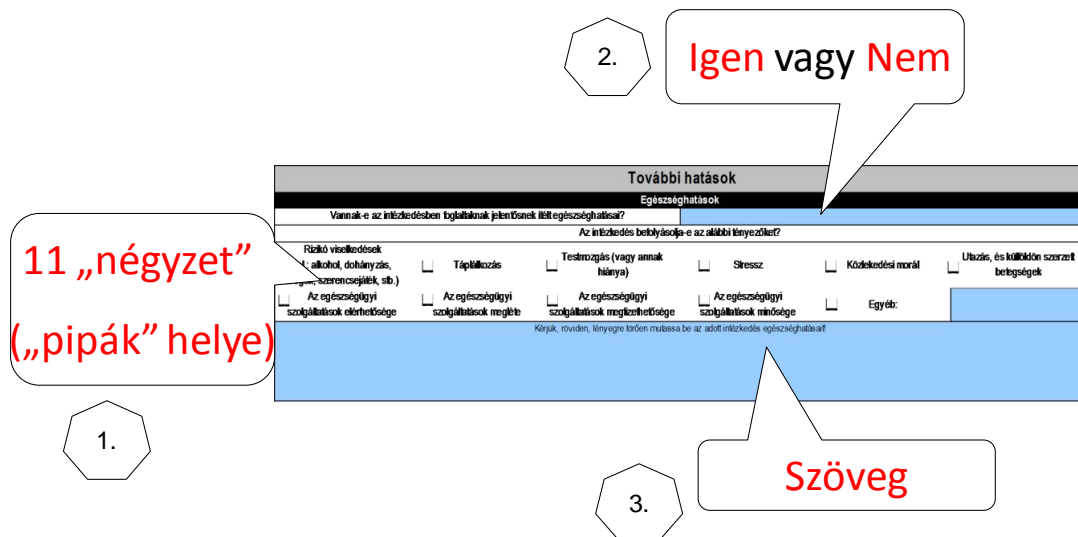 2.
Igen vagy Nem
További hatások
Egészséghatások
Vannak-e az intézkedésben foglaltaknak jelentősnek ítélt egészséghatásai?
Az intézkedés befolyásolja-e az alábbi tényezőket?
11 „négyzet”
(„pipák” helye)
1.
Rizikó viselkedések
: alkohol, dohányzás,
szerencsejáték, stb.)
Táplálkozás
Testmozgás (vagy annak
hiánya)
Stressz
Közlekedési morál
Utazás, és külföldön szerzett
betegségek
Az egészségügyi
szolgáltatások elérhetősége
Az egészségügyi
szolgáltatások megléte
Az egészségügyi
szolgáltatások megfizethetősége
Az egészségügyi
szolgáltatások minősége
Egyéb:
Kérjük, röviden, lényegre törően mutassa be az adott intézkedés egészséghatásait!
Szöveg
3.